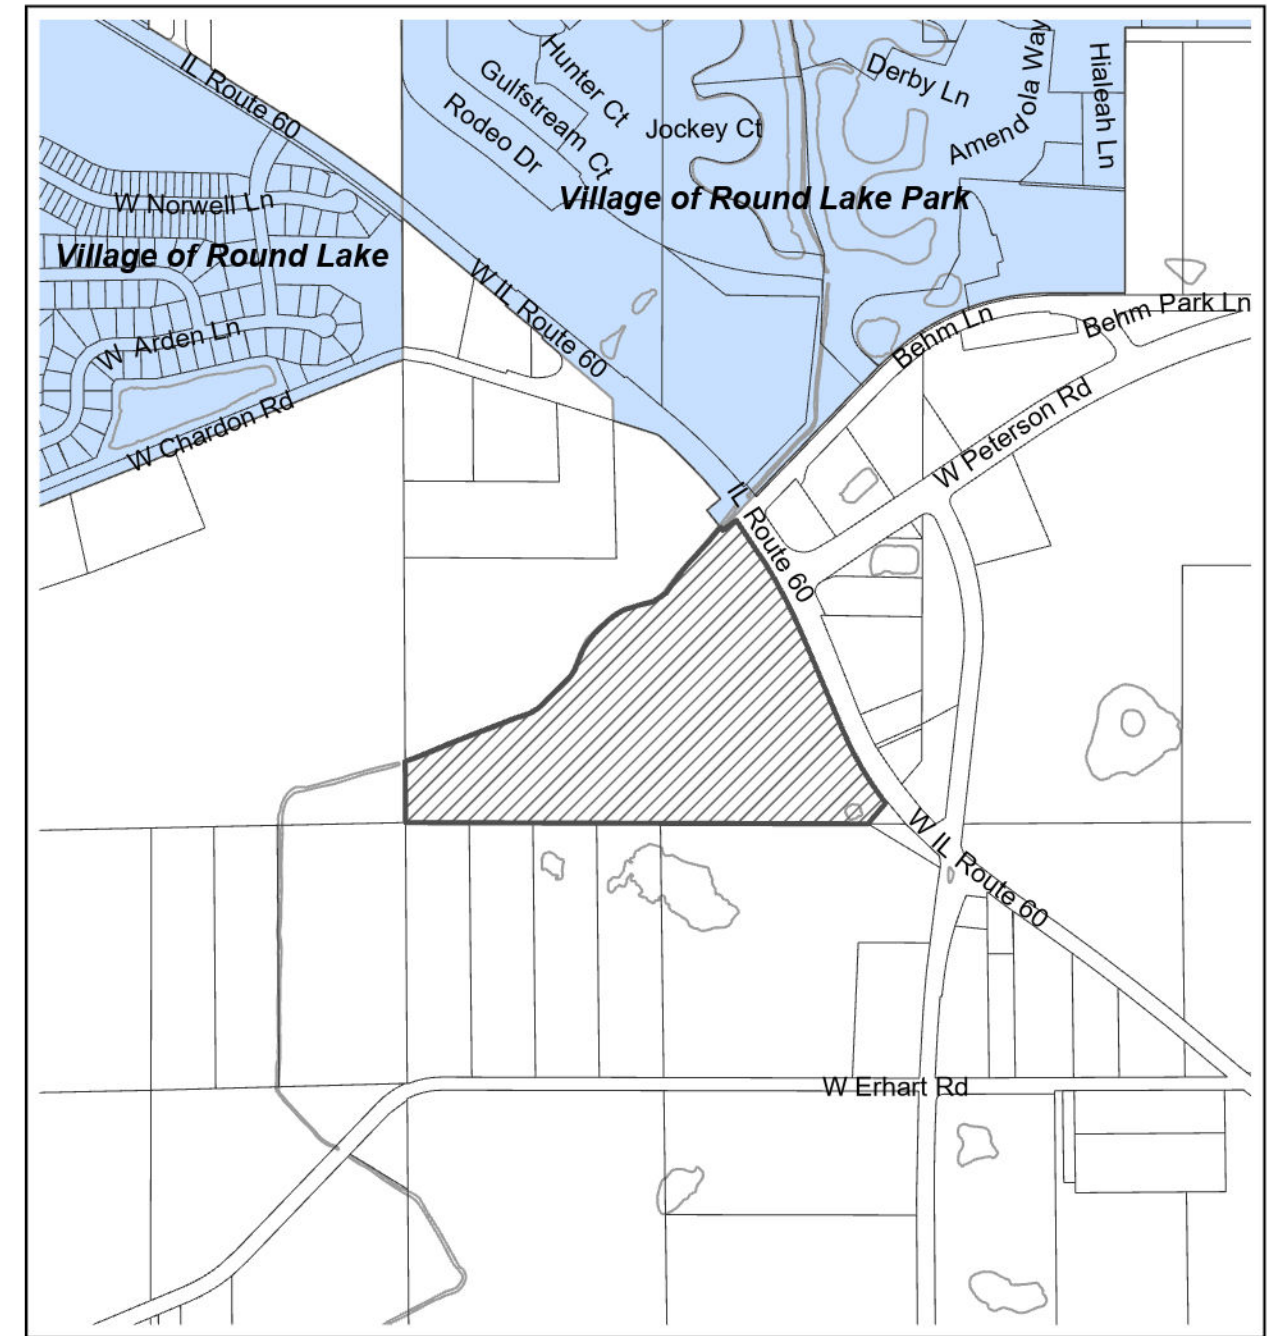 IL Route 60
Hunter Ct
Gulfstream Ct
Rodeo Dr
Jockey Ct
Derby Ln
Amendola Way
Hialeah Ln
W Norwell Ln
Village of Round Lake Park
Village of Round Lake
W IL Route 60
W Arden Ln
Behm Ln
Behm Park Ln
W Chardon Rd
W Peterson Rd
IL Route 60
W IL Route 60
W Erhart Rd